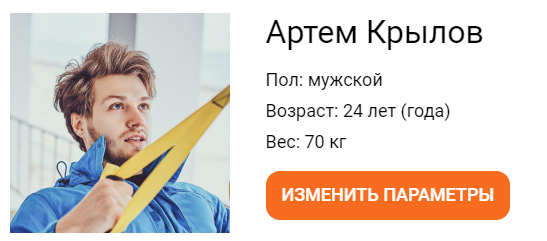 Артем Крылов
Пол: мужской
Возраст: 24 лет (года)
Вес: 70 кг
ИЗМЕНИТЬ ПАРАМЕТРЫ